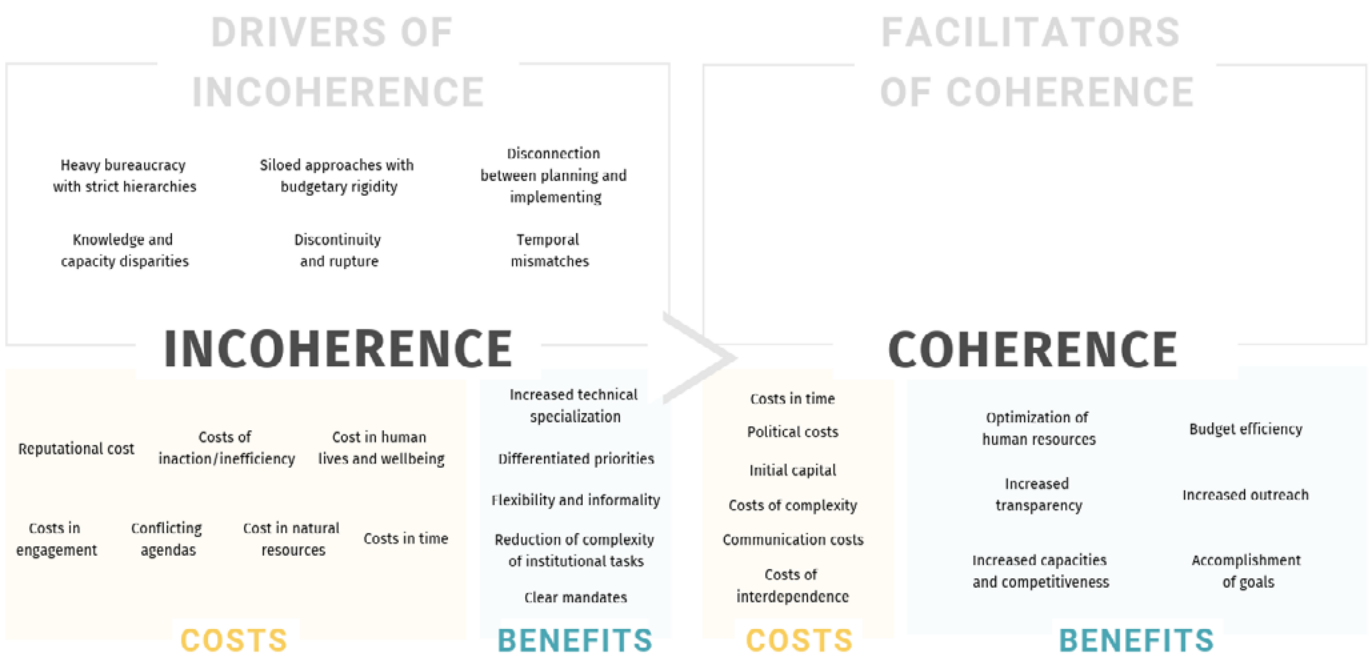 DRIVERS OF
INCOHERENCE
Heavy bureaucracy
with strict hierarchies
Siloed approaches with
budgetary rigidity
Disconnection
between planning and
implementing
Knowledge and
capacity disparities
Discontinuity
and rupture
Temporal
mismatches
FACILITATORS
OF COHERENCE
INCOHERENCE
Reputational cost
Costs of
inaction/inefficiency
Cost in human
lives and wellbeing
Costs in
engagement
Conflicting
agendas
Cost in natural
resources
Costs in time
COSTS
Increased technical
specialization
Differentiated priorities
Flexibility and informality
Reduction of complexity
of institutional tasks
Clear mandates
BENEFITS
COHERENCE
Costs in time
Political costs
Initial capital
Costs of complexity
Communication costs
Costs of
interdependence
COSTS
Optimization of
human resources
Budget efficiency
Increased
transparency
Increased outreach
Increased capacities
and competitiveness
Accomplishment
of goals
BENEFITS